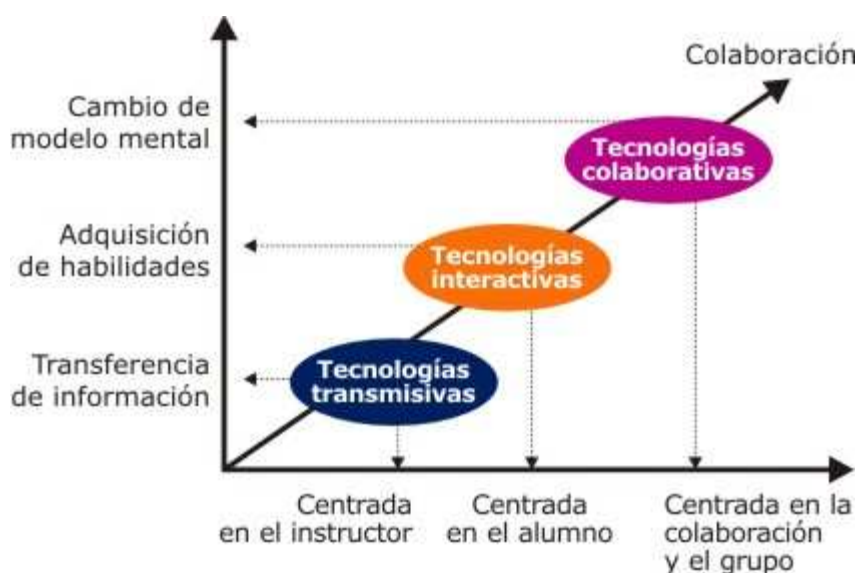 Colaboración
Cambio de
modelo mental
Tecnologías
colaborativas
Adquisición
de habilidades
Tecnologías
interactivas
Transferencia
de información
Tecnologías
transmisivas
Centrada
en el instructor
Centrada
en el alumno
Centrada en la
colaboración
y el grupo